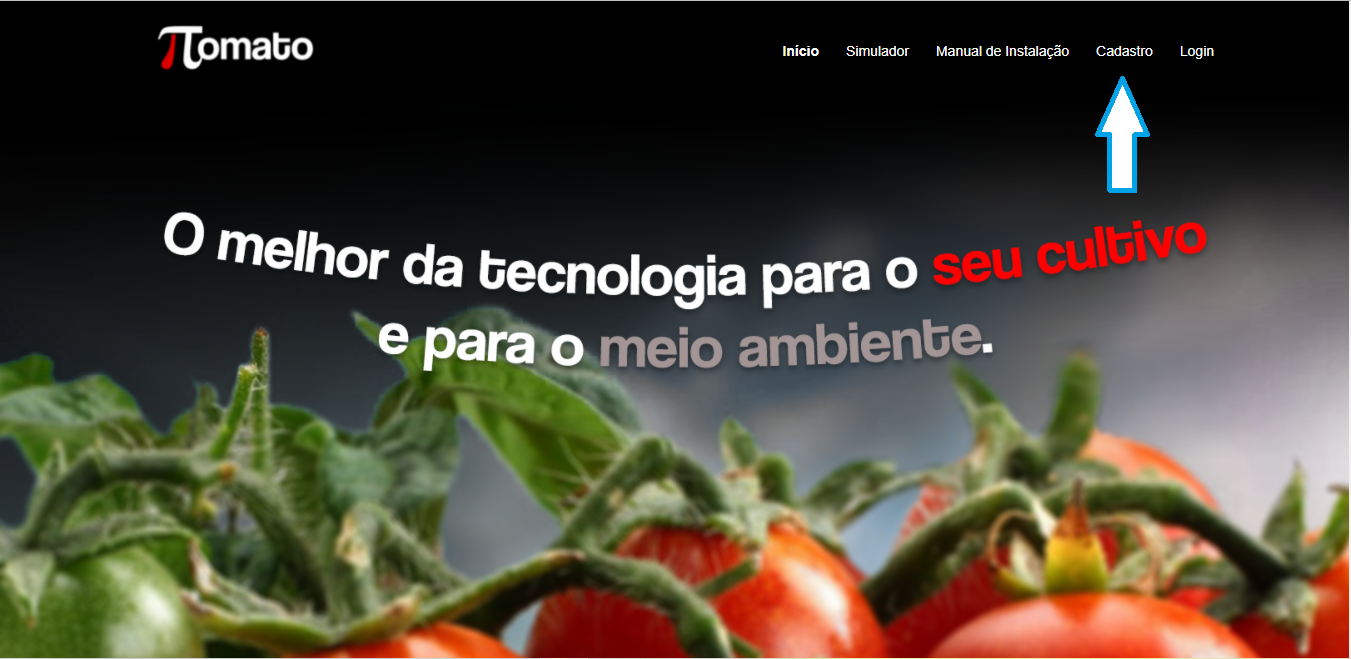 πTomato
Início Simulador Manual de Instalação Cadastro Login
O melhor da tecnologia para o seu cultivo
e para o meio ambiente.